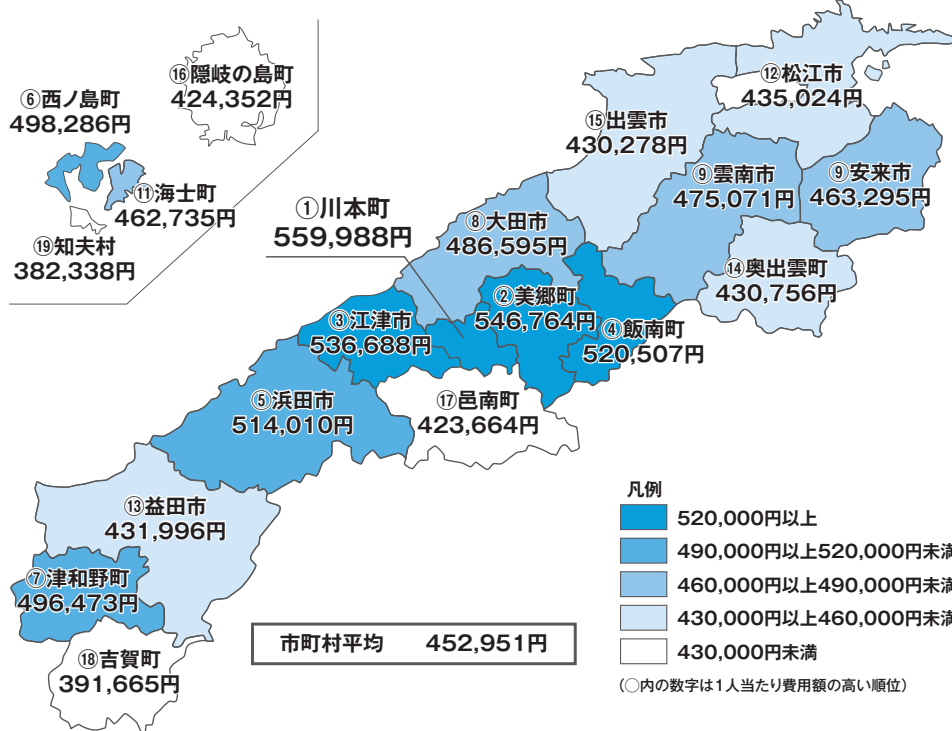 ⑯隠岐の島町
424,352円
⑥西ノ島町
498,286円
⑪海士町
462,735円
⑲知夫村
382,338円
⑫松江市
435,024円
⑮出雲市
430,278円
⑨雲南市
475,071円
⑨安来市
463,295円
①川本町
559,988円
⑧大田市
486,595円
⑭奥出雲町
430,756円
②美郷町
546,764円
③江津市
536,688円
④飯南町
520,507円
⑤浜田市
514,010円
⑰邑南町
423,664円
⑬益田市
431,996円
⑦津和野町
496,473円
⑱吉賀町
391,665円
市町村平均 452,951円
凡例
520,000円以上
490,000円以上520,000円未満
460,000円以上490,000円未満
430,000円以上460,000円未満
430,000円未満
(○内の数字は1人当たり費用額の高い順位)